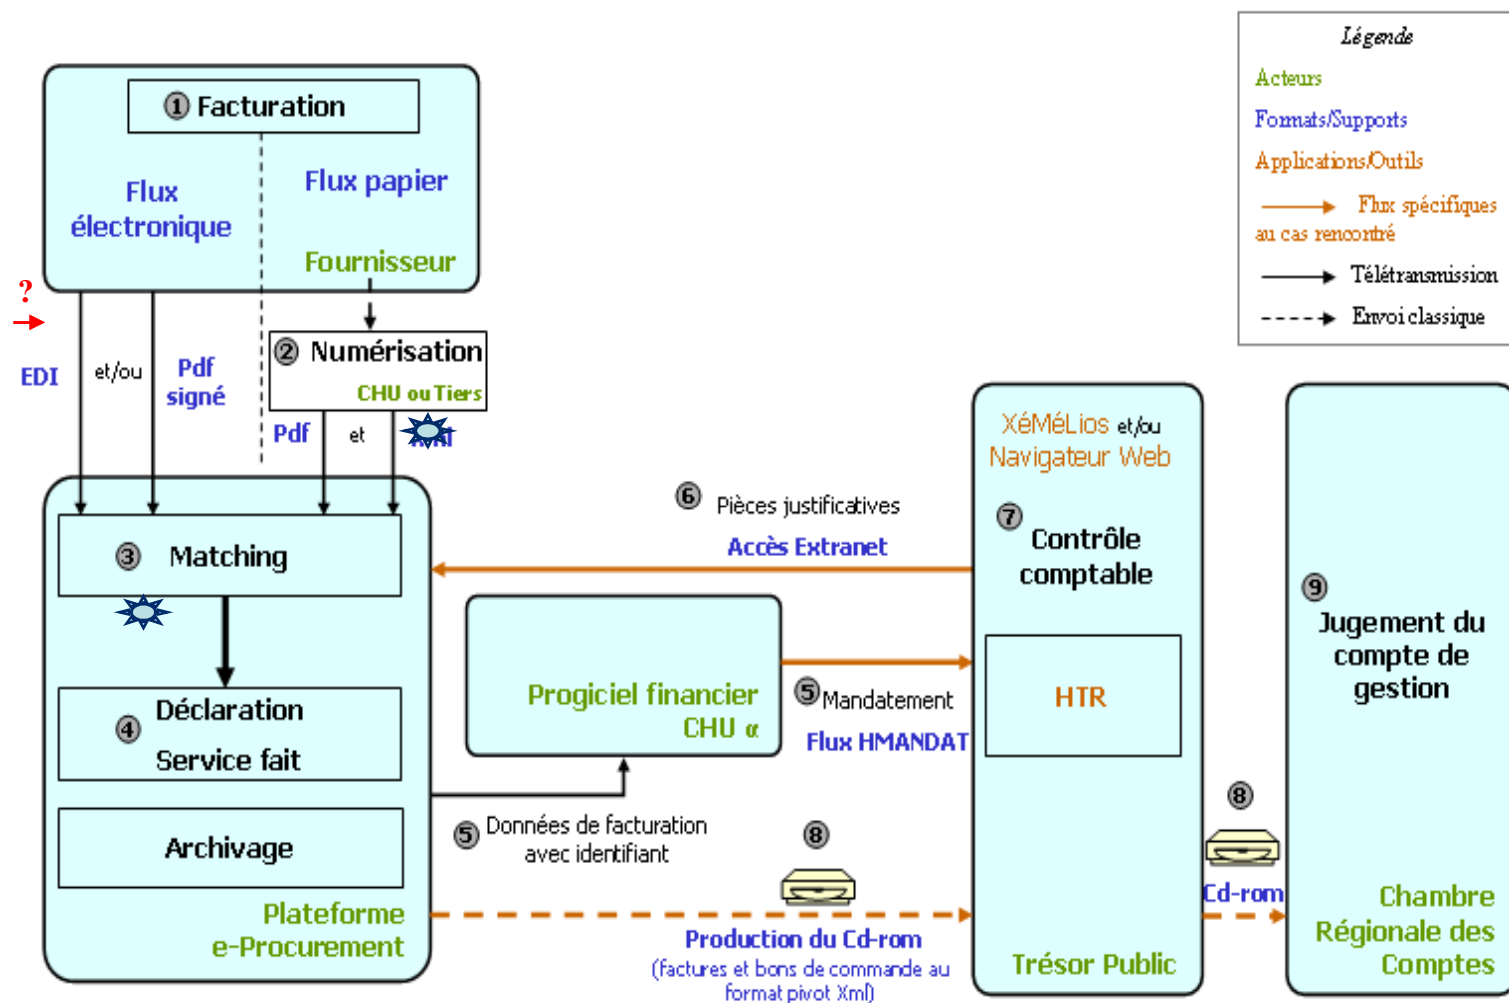 Légende
Acteurs
Formats/Supports
Applications/Outils
Flux spécifiques
au cas rencontré
Télétransmission
Envoi classique
1 Facturation
Flux
électronique
Flux papier
Fournisseur
?
EDI
et/ou
Pdf
signé
2 Numérisation
CHU ou Tiers
Pdf
et
3 Matching
4
Déclaration
Service fait
Archivage
Plateforme
e-Procurement
6 Pièces justificatives
Accès Extranet
Progiciel financier
CHU α
5 Mandatement
Flux HMANDAT
5 Données de facturation
avec identifiant
8
Production du Cd-rom
(factures et bons de commande au
format pivot Xml)
XéMéLios et/ou
Navigateur Web
7
Contrôle
comptable
HTR
Trésor Public
8
Cd-rom
9
Jugement du
compte de
gestion
Chambre
Régionale des
Comptes